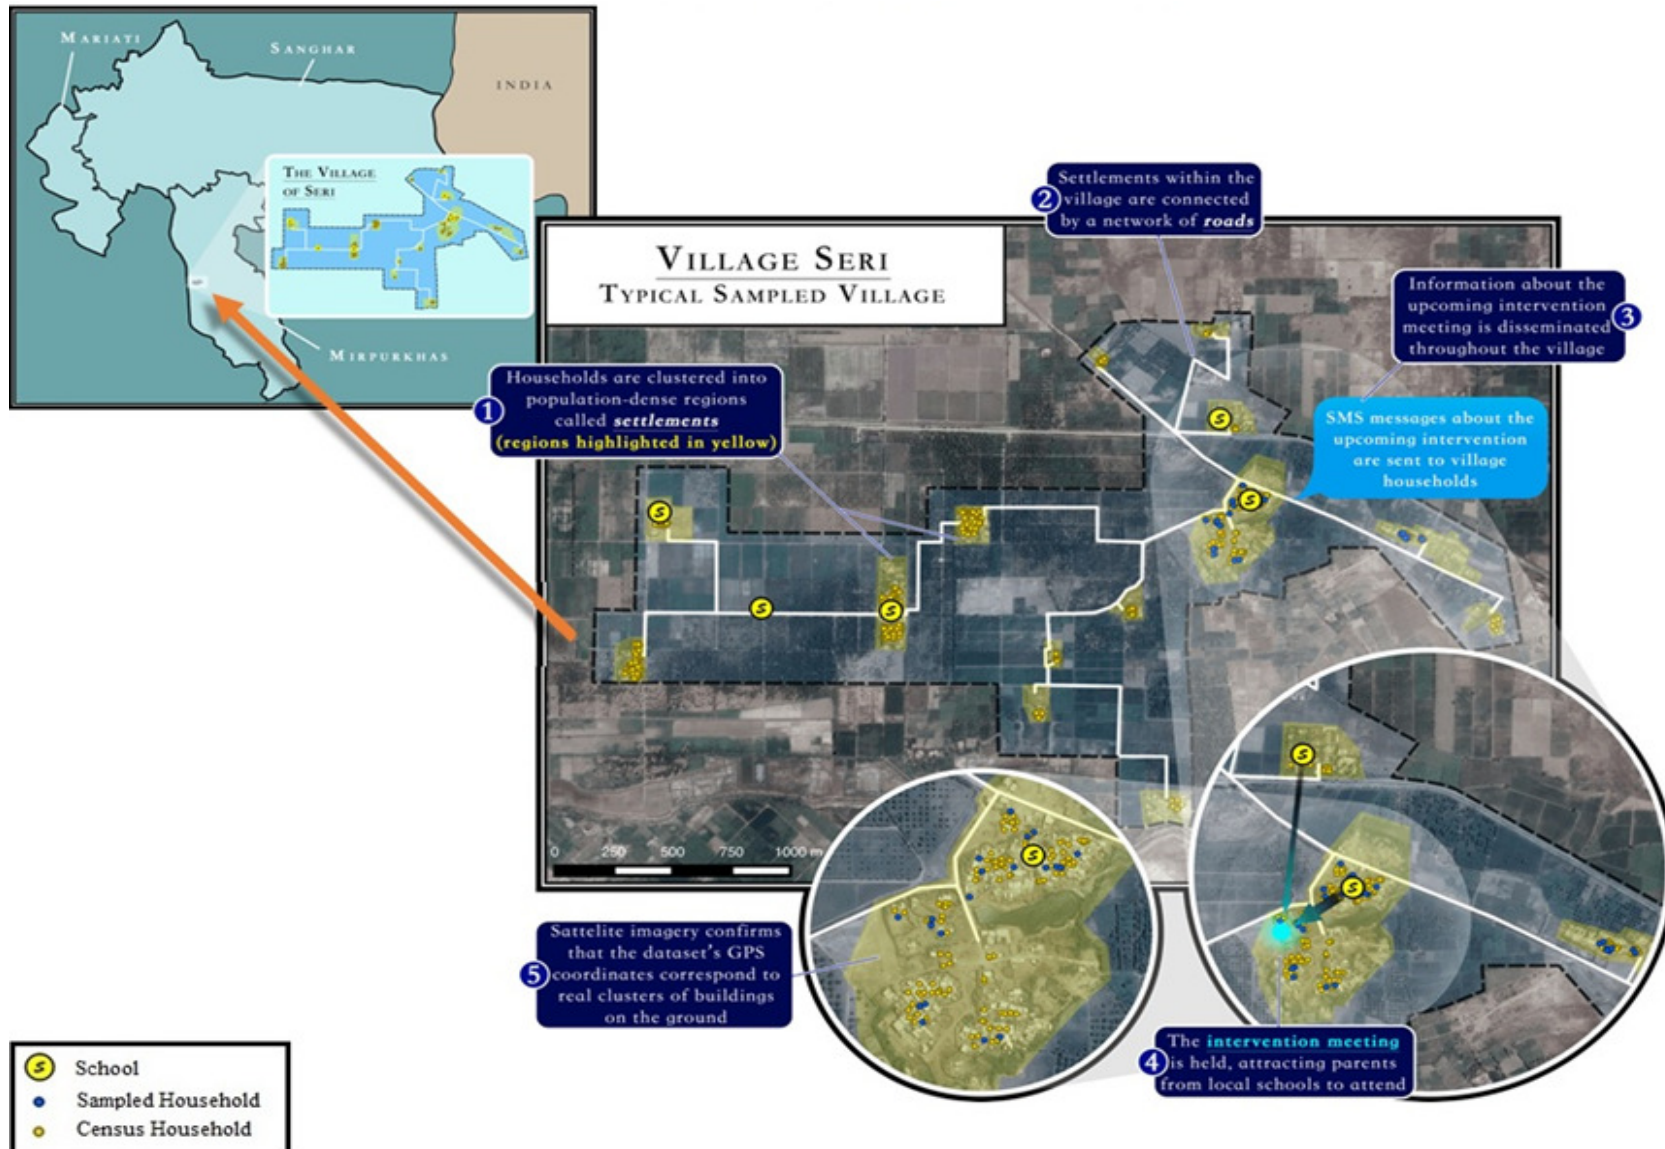 MARIATI
SANGHAR
INDIA
THE VILLAGE
OF SERI
MIRPURKHAS
VILLAGE SERI
TYPICAL SAMPLED VILLAGE
1
Households are clustered into
population-dense regions
called settlements
(regions highlighted in yellow)
2
Settlements within the
village are connected
by a network of roads
Information about the
upcoming intervention
meeting is disseminated
throughout the village
3
SMS messages about the
upcoming intervention
are sent to village
households
S
S
S
S
S
0 250 500 750 1000 m
S
S
S
5
Sattelite imagery confirms
that the dataset's GPS
coordinates correspond to
real clusters of buildings
on the ground
4
The intervention meeting
is held, attracting parents
from local schools to attend
S School
Sampled Household
Census Household